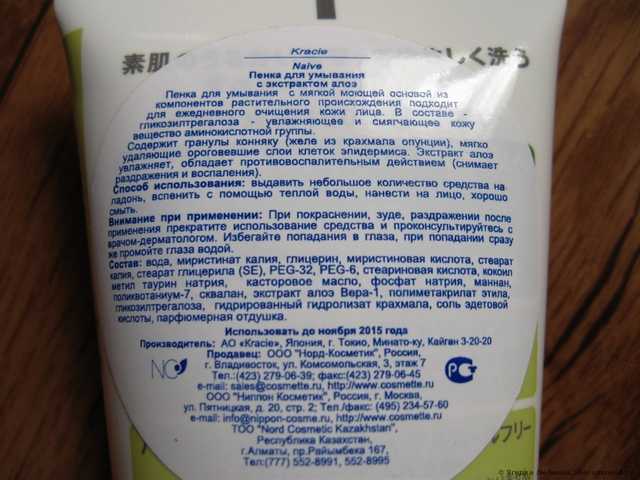 Kracie
素肌
しく洗う
Naive
Пенка для умывания
с экстрактом алоэ
Пенка для умывания с мягкой моющей основой из
компонентов растительного происхождения подходит
для ежедневного очищения кожи лица. В составе -
гликозилтрегалоза - увлажняющее и смягчающее кожу
вещество аминокислотной группы.
Содержит гранулы конняку (желе из крахмала опунции), мягко
удаляющие ороговевшие слои клеток эпидермиса. Экстракт алоэ
увлажняет, обладает противовоспалительным действием (снимает
раздражения и воспаления).
Способ использования: выдавить небольшое количество средства на
ладонь, вспенить с помощью теплой воды, нанести на лицо, хорошо
смыть.
Внимание при применении: При покраснении, зуде, раздражении после
применения прекратите использование средства и проконсультируйтесь с
врачом-дерматологом. Избегайте попадания в глаза, при попадании сразу
же промойте глаза водой.
Состав: вода, миристинат калия, глицерин, миристиновая кислота, стеарат
калия, стеарат глицерила (SE), PEG-32, PEG-6, стеариновая кислота, кокоил
метил таурин натрия, касторовое масло, фосфат натрия, маннан,
поликвотаниум-7, сквалан, экстракт алоэ Вера-1, полиметакрилат этила,
гликозилтрегалоза, гидрированный гидролизат крахмала, соль эдетовой
кислоты, парфюмерная отдушка.
Использовать до ноября 2015 года
Производитель: АО «Kracie», Япония, г. Токио, Минато-ку, Кайган 3-20-20
Продавец: ООО "Норд-Косметик", Россия,
г. Владивосток, ул. Комсомольская, 3, этаж 7
Тел.:(423) 279-06-39; факс:(423) 279-06-45
e-mail: sales@cosmette.ru, http://www.cosmette.ru
ООО "Ниппон Косметик", Россия, г. Москва,
ул. Пятницкая, д. 20, стр. 2; Тел./факс: (495) 234-57-60
e-mail: info@nippon-cosme.ru, http://www.cosmette.ru
ТОО "Nord Cosmetic Kazakhstan",
Республика Казахстан,
г.Алматы, пр.Райымбека 167,
Тел:(777) 552-8991, 552-8995
NC
РС
フリー